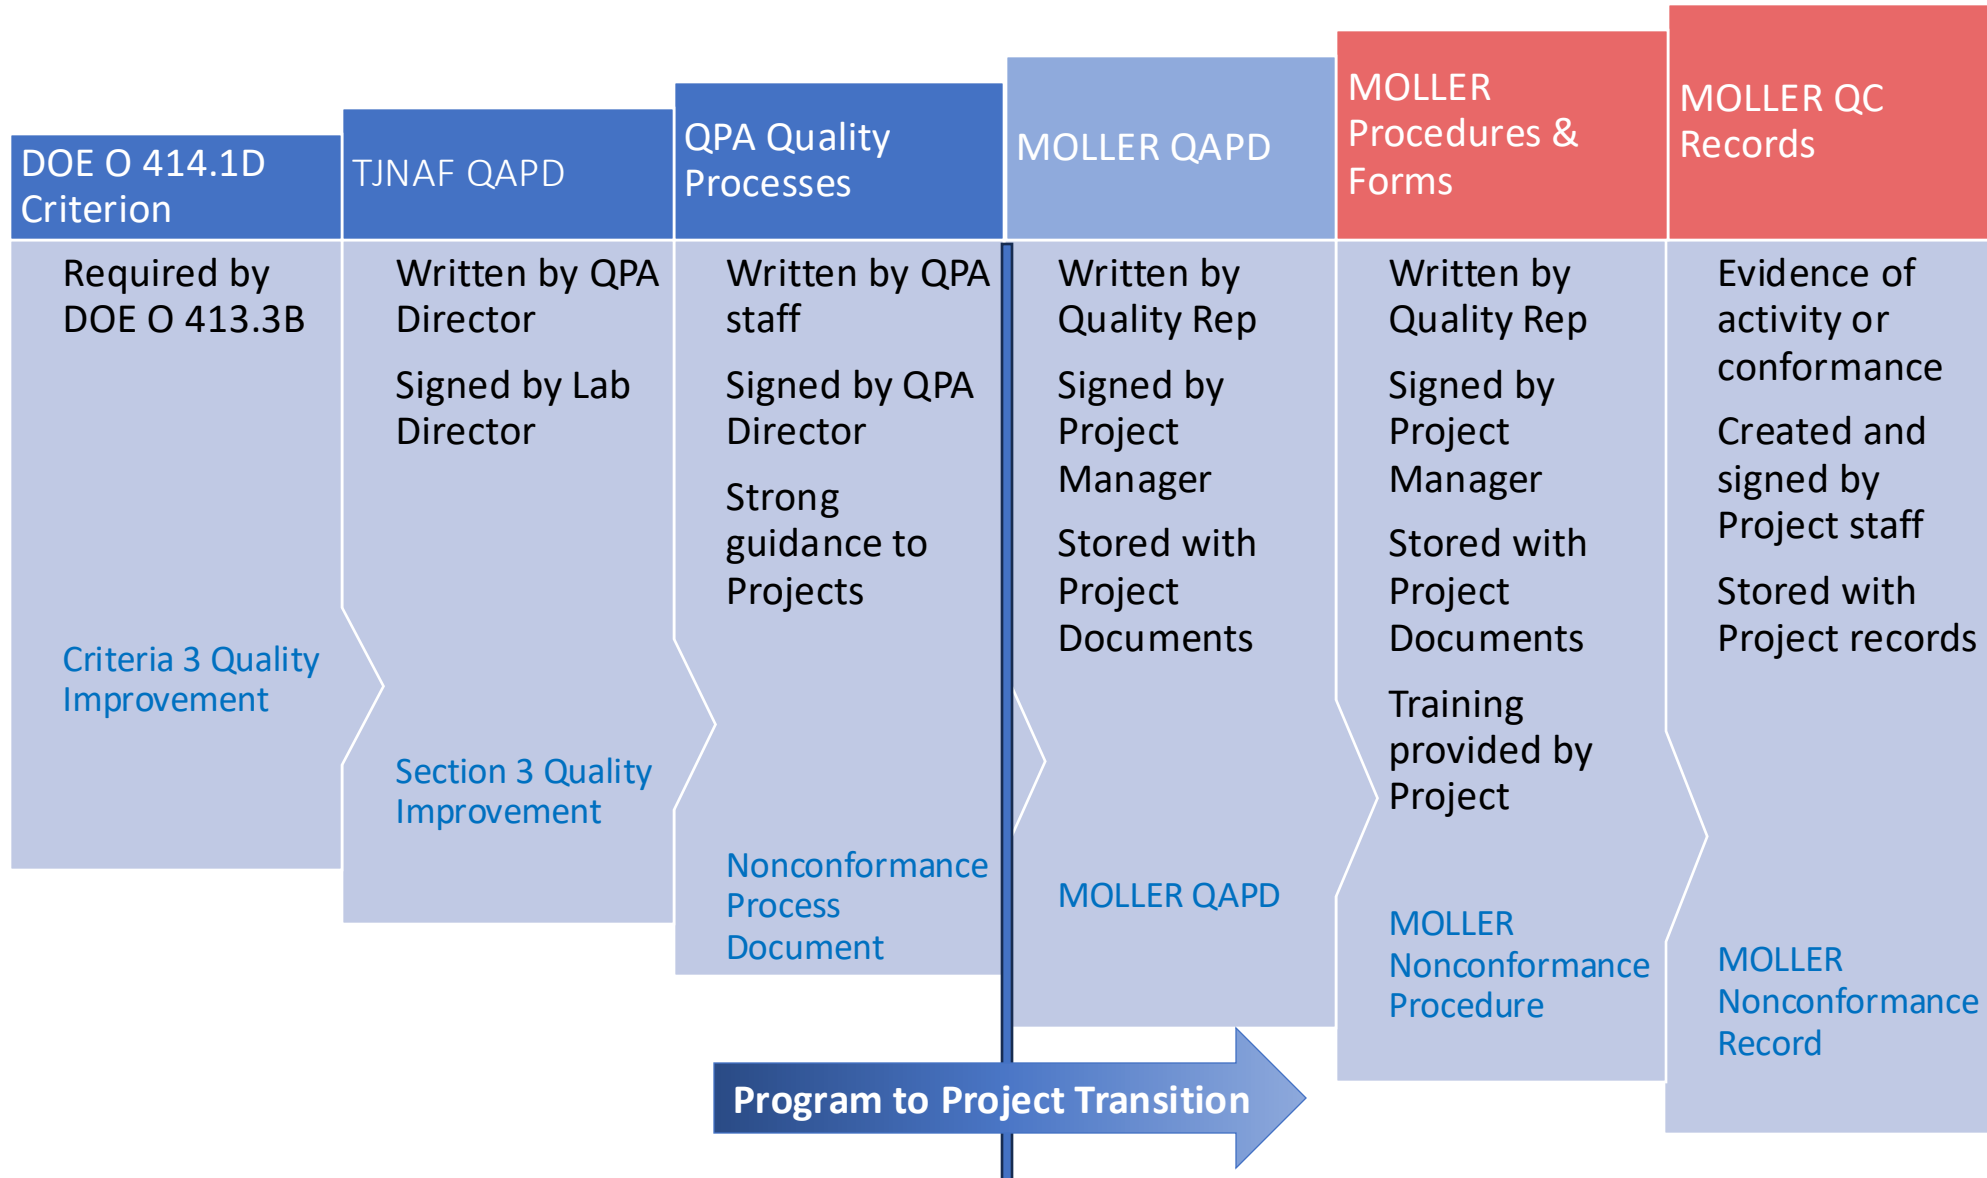 DOE O 414.1D
Criterion
Required by
DOE O 413.3B
Criteria 3 Quality
Improvement
TJNAF QAPD
Written by QPA
Director
Signed by Lab
Director
Section 3 Quality
Improvement
QPA Quality
Processes
Written by QPA
staff
Signed by QPA
Director
Strong
guidance to
Projects
Nonconformance
Process
Document
MOLLER QAPD
Written by
Quality Rep
Signed by
Project
Manager
Stored with
Project
Documents
MOLLER QAPD
MOLLER
Procedures &
Forms
Written by
Quality Rep
Signed by
Project
Manager
Stored with
Project
Documents
Training
provided by
Project
MOLLER
Nonconformance
Procedure
MOLLER QC
Records
Evidence of
activity or
conformance
Created and
signed by
Project staff
Stored with
Project records
MOLLER
Nonconformance
Record
Program to Project Transition